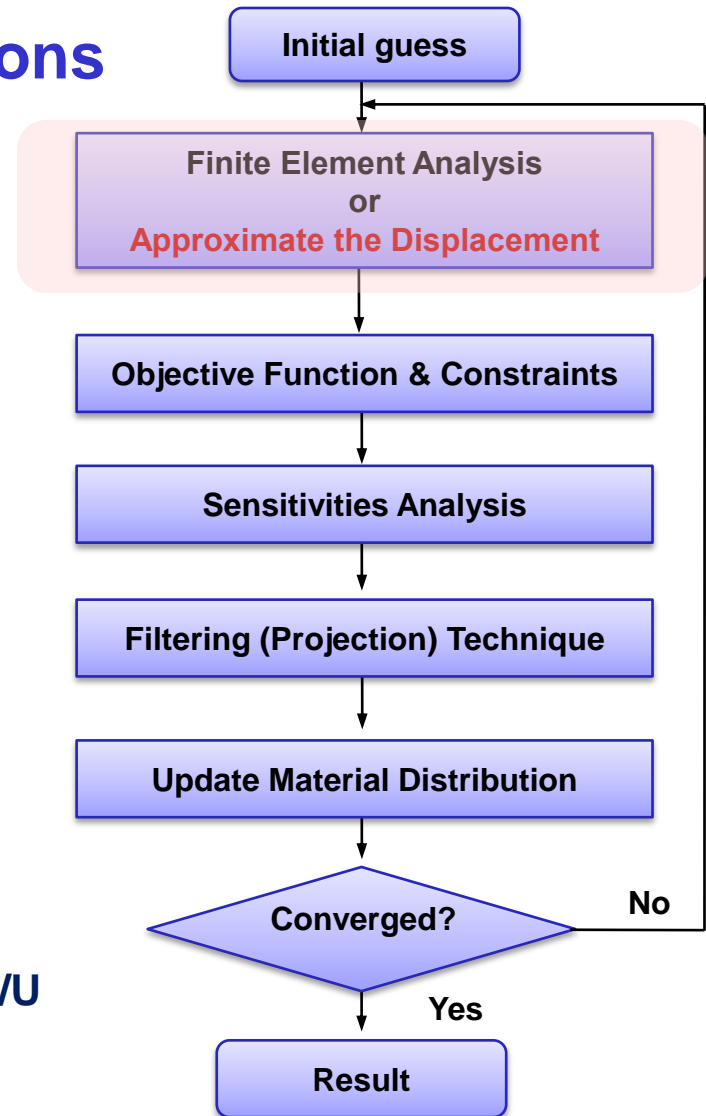 ons
Initial guess
Finite Element Analysis
or
Approximate the Displacement
Objective Function & Constraints
Sensitivities Analysis
Filtering (Projection) Technique
Update Material Distribution
Converged?
No
Yes
/U
Result